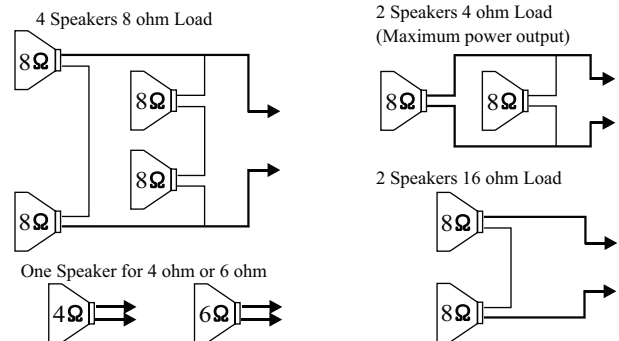 4 Speakers 8 ohm Load
8Ω
8Ω
8Ω
8Ω
One Speaker for 4 ohm or 6 ohm
4Ω
6Ω
2 Speakers 4 ohm Load
(Maximum power output)
8Ω
8Ω
2 Speakers 16 ohm Load
8Ω
8Ω